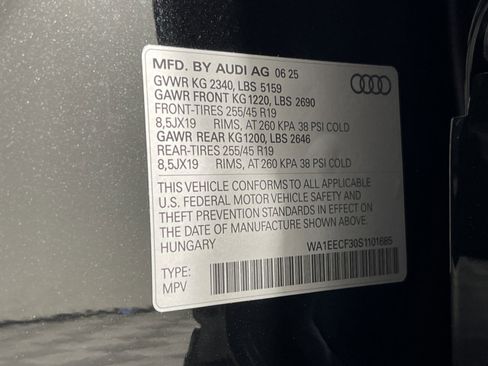 MFD. BY AUDI AG 06 25
GVWR KG 2340, LBS 5159
GAWR FRONT KG1220, LBS 2690
FRONT-TIRES 255/45 R19
8,5JX19 RIMS, AT 260 KPA 38 PSI COLD
GAWR REAR KG1200, LBS 2646
REAR-TIRES 255/45 R19
8,5JX19 RIMS, AT 260 KPA 38 PSI COLD
THIS VEHICLE CONFORMS TO ALL APPLICABLE
U.S. FEDERAL MOTOR VEHICLE SAFETY AND
THEFT PREVENTION STANDARDS IN EFFECT ON
THE DATE OF MANUFACTURE SHOWN ABOVE.
HUNGARY WA1EECF30S1101685
TYPE:
MPV